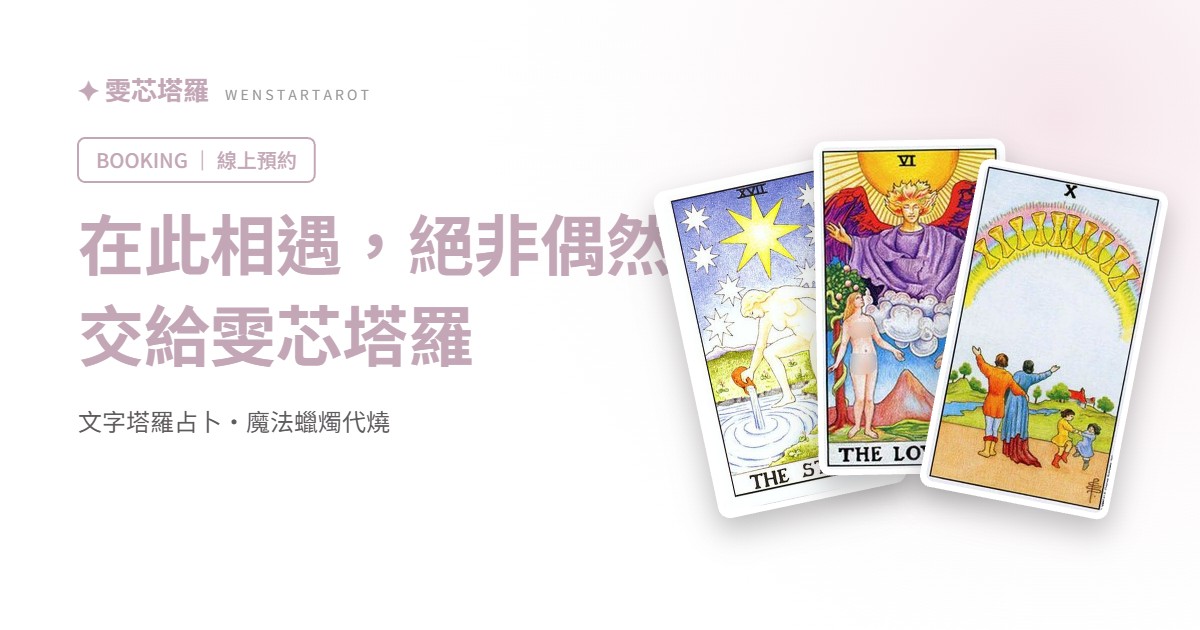 ✦ 雯芯塔羅 WENSTARTAROT
BOOKING | 線上預約
在此相遇，絕非偶然
交給雯芯塔羅
文字塔羅占卜・魔法蠟燭代燒
XVII
THE ST
VI
THE LO
X